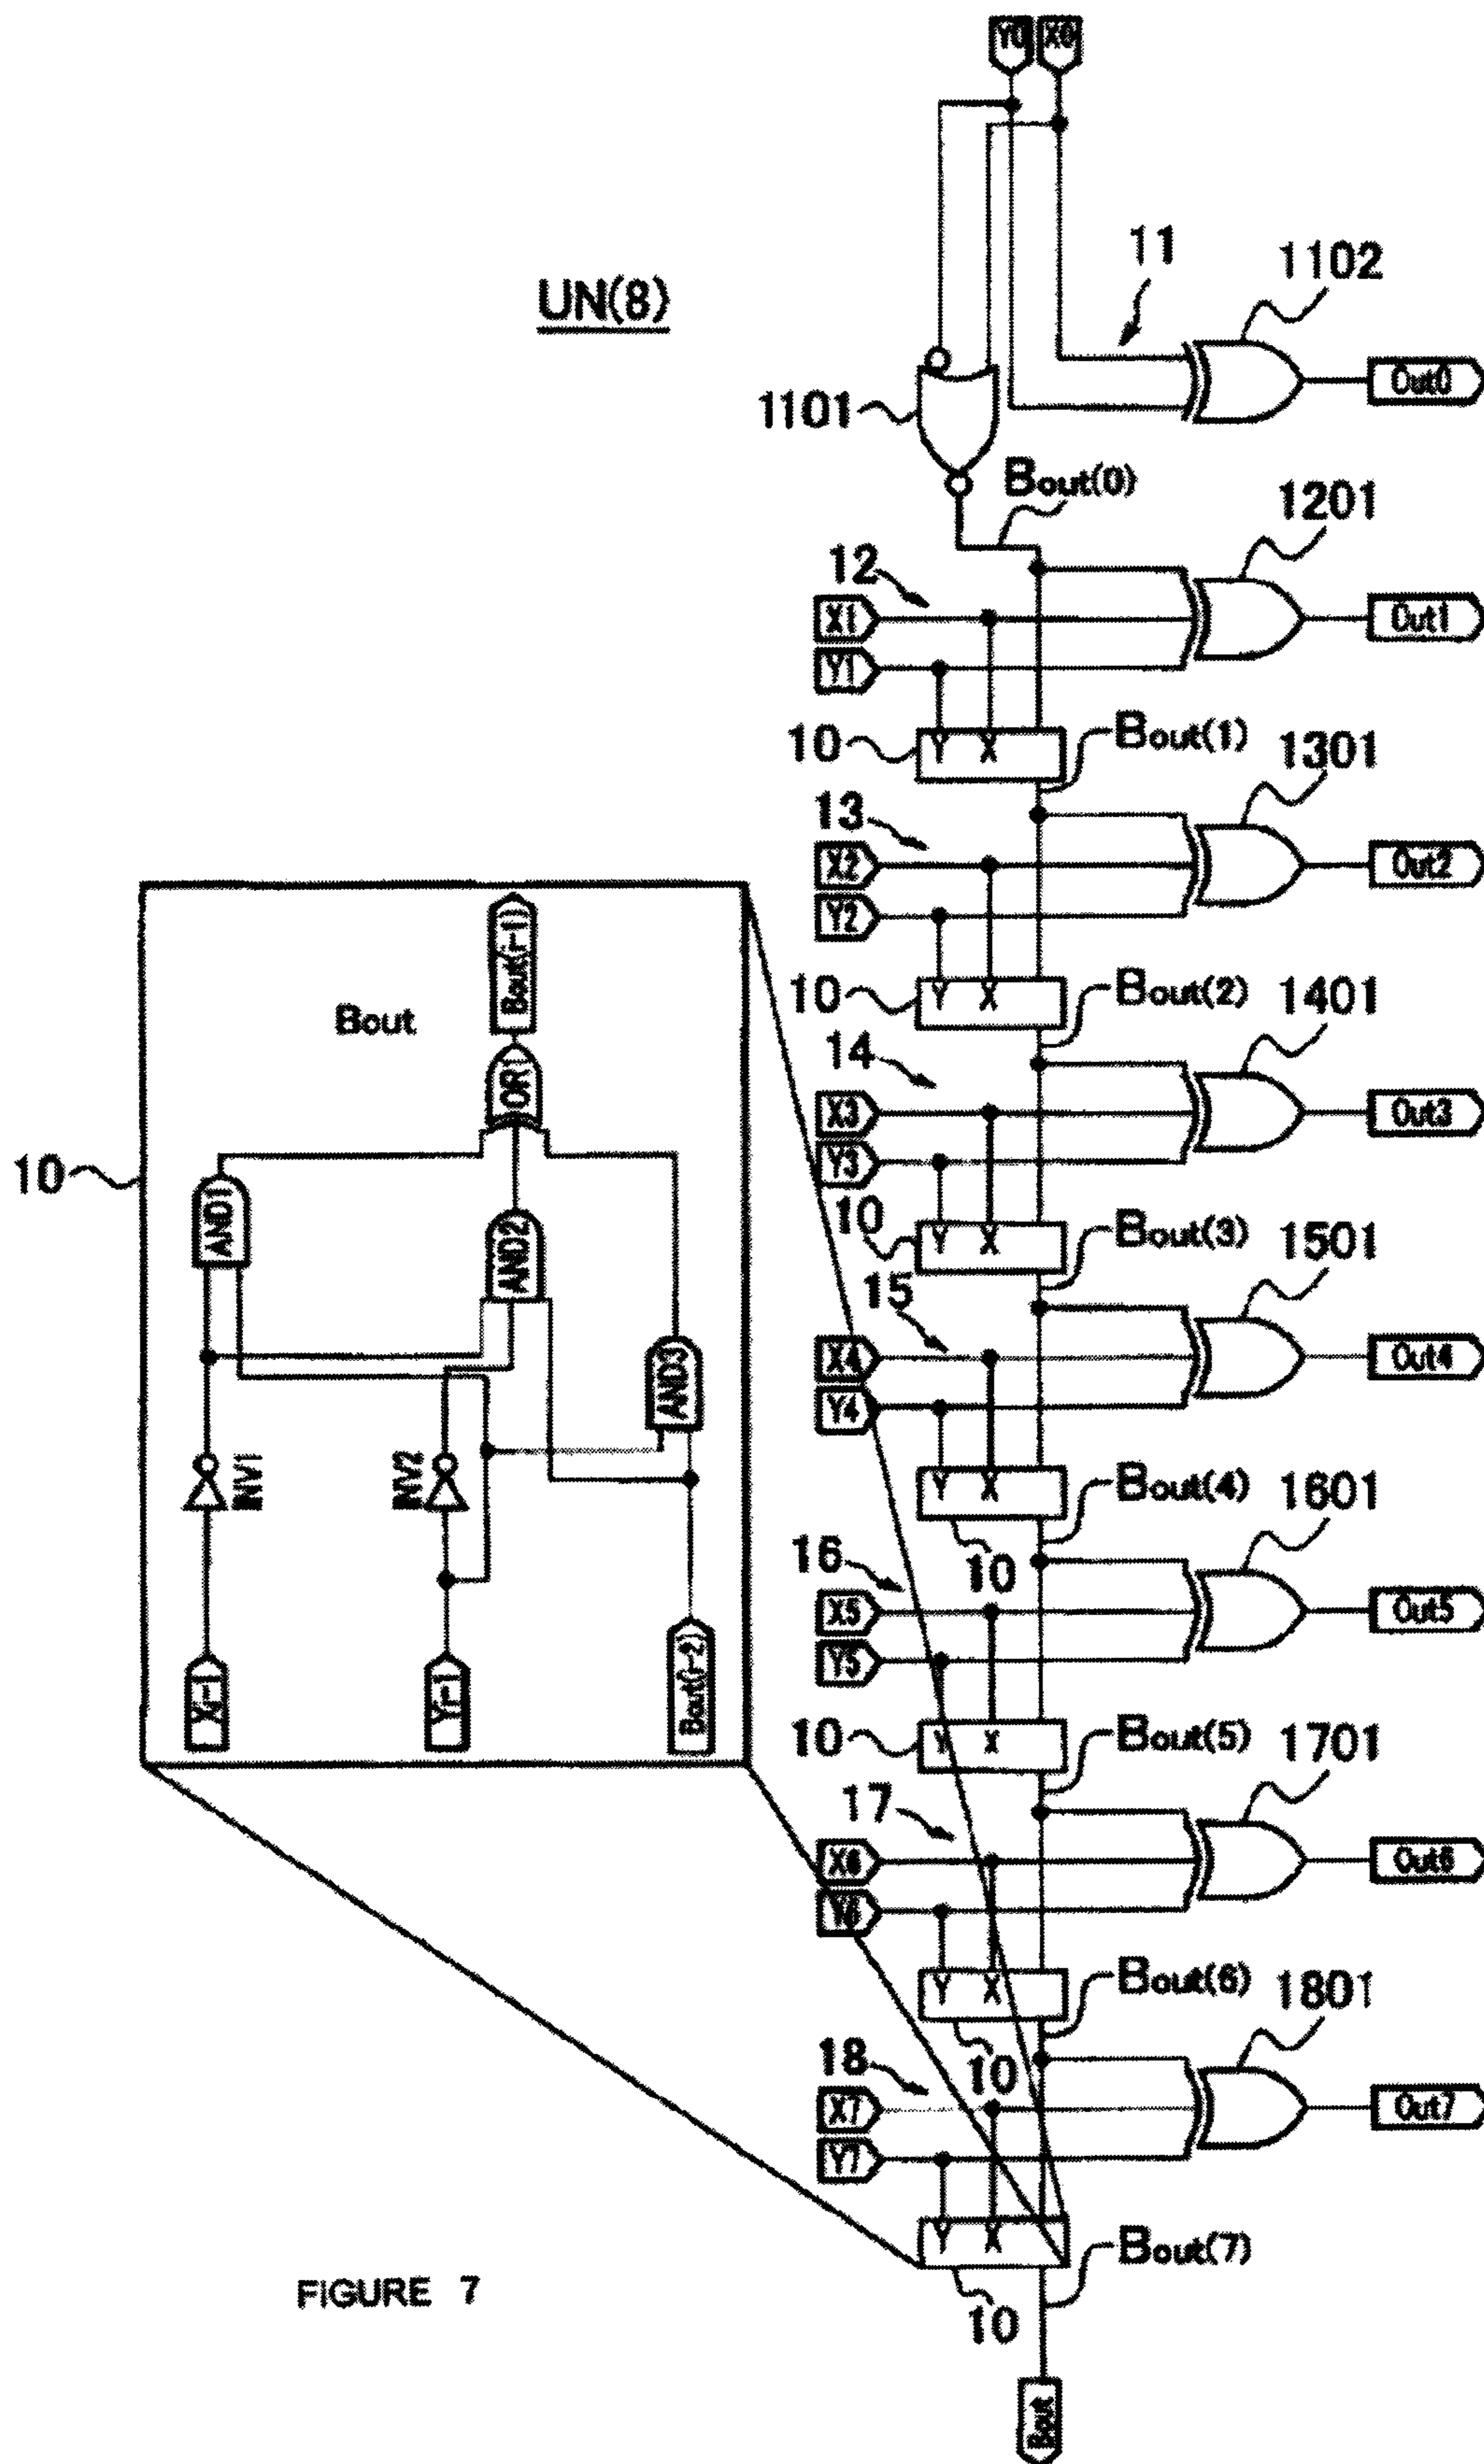 Y0 X0
11
1102
UN(8)
Out0
1101
Bout(0)
1201
12
X1
Out1
Y1
10
Y X
Bout(1)
1301
13
X2
Out2
Y2
10
Y X
Bout(2)
1401
14
X3
Out3
Y3
10
Y X
Bout(3)
1501
15
X4
Out4
Y4
Y X
Bout(4)
1601
10
16
X5
Out5
Y5
10
Y X
Bout(5)
1701
17
X6
Out6
Y6
Y X
Bout(6)
1801
10
18
X7
Out7
Y7
Y X
Bout(7)
10
Bout
10
Bout
Bout(i-1)
OR1
AND1
AND2
AND3
INV1
INV2
Xi-1
Yi-1
Bout(i-2)
FIGURE 7